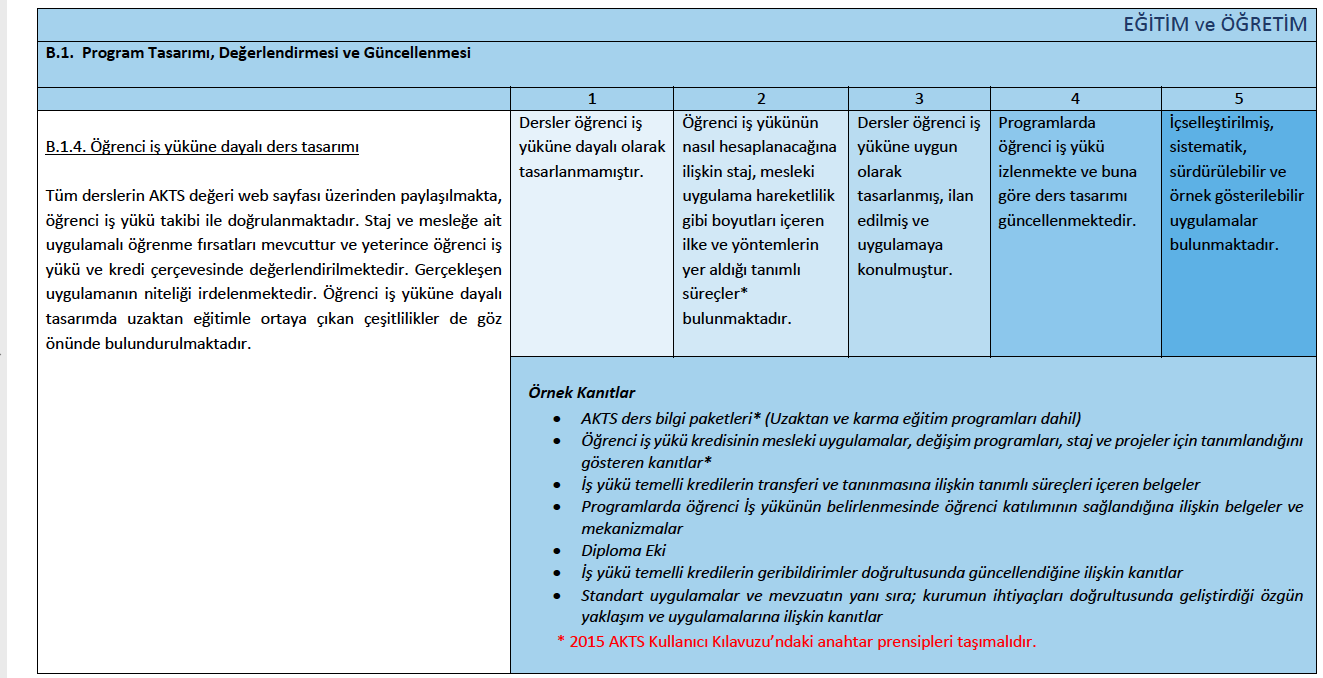 EĞİTİM ve ÖĞRETİM
B.1. Program Tasarımı, Değerlendirmesi ve Güncellenmesi
1
2
3
4
5
B.1.4. Öğrenci iş yüküne dayalı ders tasarımı
Tüm derslerin AKTS değeri web sayfası üzerinden paylaşılmakta,
öğrenci iş yükü takibi ile doğrulanmaktadır. Staj ve mesleğe ait
uygulamalı öğrenme fırsatları mevcuttur ve yeterince öğrenci iş
yükü ve kredi çerçevesinde değerlendirilmektedir. Gerçekleşen
uygulamanın niteliği irdelenmektedir. Öğrenci iş yüküne dayalı
tasarımda uzaktan eğitimle ortaya çıkan çeşitlilikler de göz
önünde bulundurulmaktadır.
Dersler öğrenci iş
yüküne dayalı olarak
tasarlanmamıştır.
Öğrenci iş yükünün
nasıl hesaplanacağına
ilişkin staj, mesleki
uygulama hareketlilik
gibi boyutları içeren
ilke ve yöntemlerin
yer aldığı tanımlı
süreçler*
bulunmaktadır.
Dersler öğrenci iş
yüküne uygun
olarak
tasarlanmış, ilan
edilmiş ve
uygulamaya
konulmuştur.
Programlarda
öğrenci iş yükü
izlenmekte ve buna
göre ders tasarımı
güncellenmektedir.
İçselleştirilmiş,
sistematik,
sürdürülebilir ve
örnek gösterilebilir
uygulamalar
bulunmaktadır.
Örnek Kanıtlar
• AKTS ders bilgi paketleri* (Uzaktan ve karma eğitim programları dahil)
• Öğrenci iş yükü kredisinin mesleki uygulamalar, değişim programları, staj ve projeler için tanımlandığını
gösteren kanıtlar*
• İş yükü temelli kredilerin transferi ve tanınmasına ilişkin tanımlı süreçleri içeren belgeler
• Programlarda öğrenci İş yükünün belirlenmesinde öğrenci katılımının sağlandığına ilişkin belgeler ve
mekanizmalar
• Diploma Eki
• İş yükü temelli kredilerin geribildirimler doğrultusunda güncellendiğine ilişkin kanıtlar
• Standart uygulamalar ve mevzuatın yanı sıra; kurumun ihtiyaçları doğrultusunda geliştirdiği özgün
yaklaşım ve uygulamalarına ilişkin kanıtlar
* 2015 AKTS Kullanıcı Kılavuzu’ndaki anahtar prensipleri taşımalıdır.